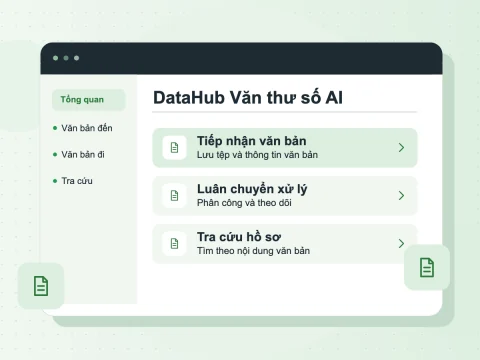 Tổng quan
Văn bản đến
Văn bản đi
Tra cứu
DataHub Văn thư số AI
Tiếp nhận văn bản
Lưu tệp và thông tin văn bản
Luân chuyển xử lý
Phân công và theo dõi
Tra cứu hồ sơ
Tìm theo nội dung văn bản